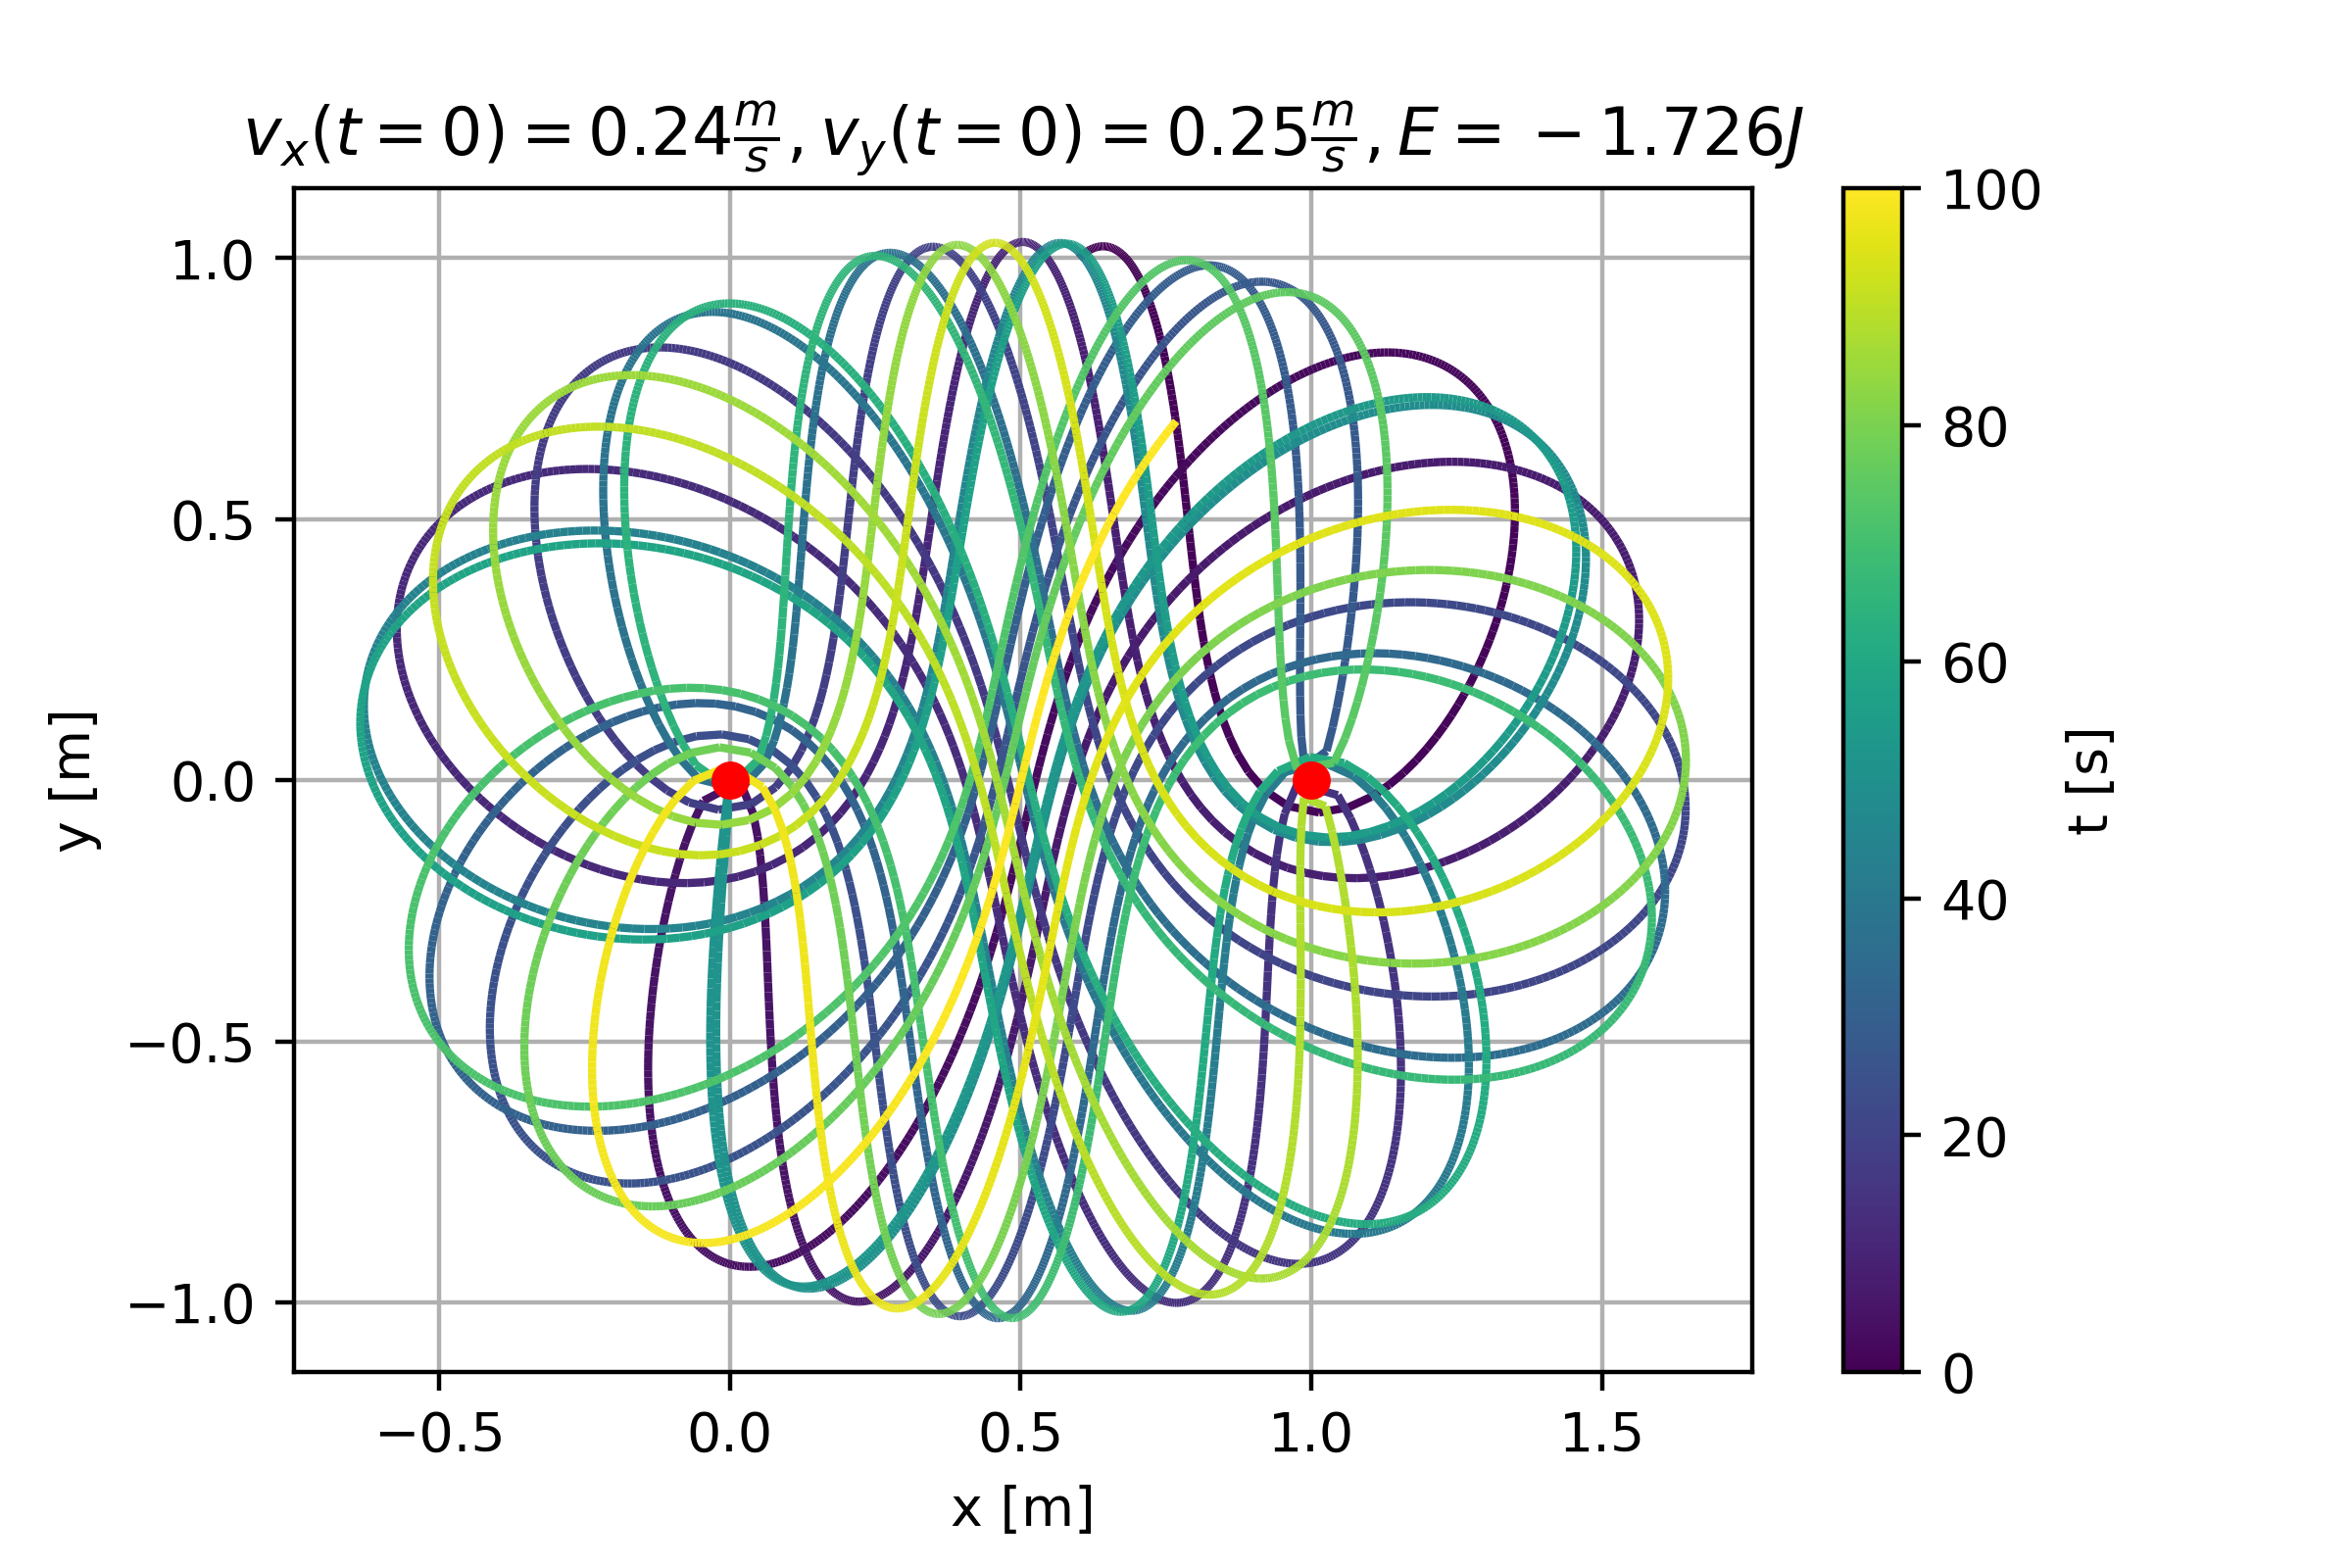 v_x(t = 0) = 0.24 m/s, v_y(t = 0) = 0.25 m/s, E = −1.726J
y [m]
1.0
0.5
0.0
−0.5
−1.0
−0.5 0.0 0.5 1.0 1.5
x [m]
100
80
60
40
20
0
t [s]